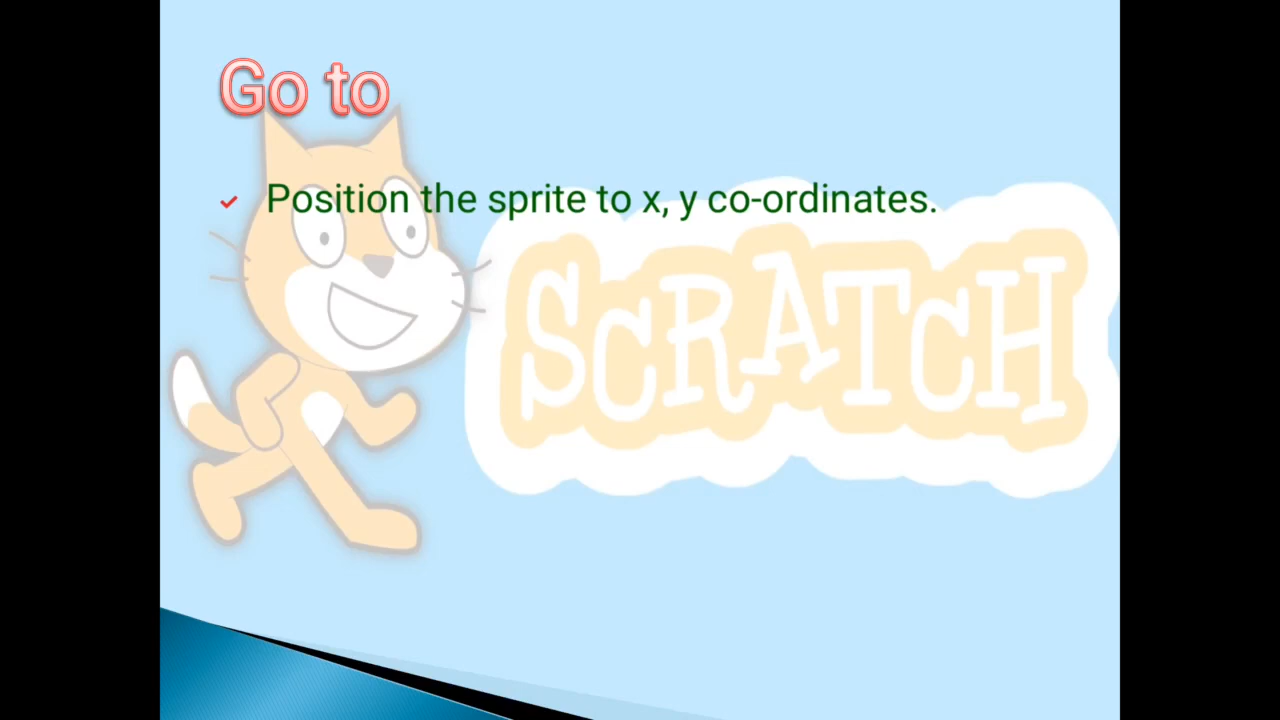 Go to
Position the sprite to x, y co-ordinates.
SCRATCH